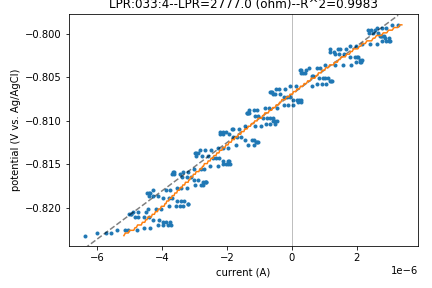 LPR:033:4--LPR=2777.0 (ohm)--R^2=0.9983
−0.800
−0.805
−0.810
−0.815
−0.820
potential (V vs. Ag/AgCl)
−6
−4
−2
0
2
1e−6
current (A)